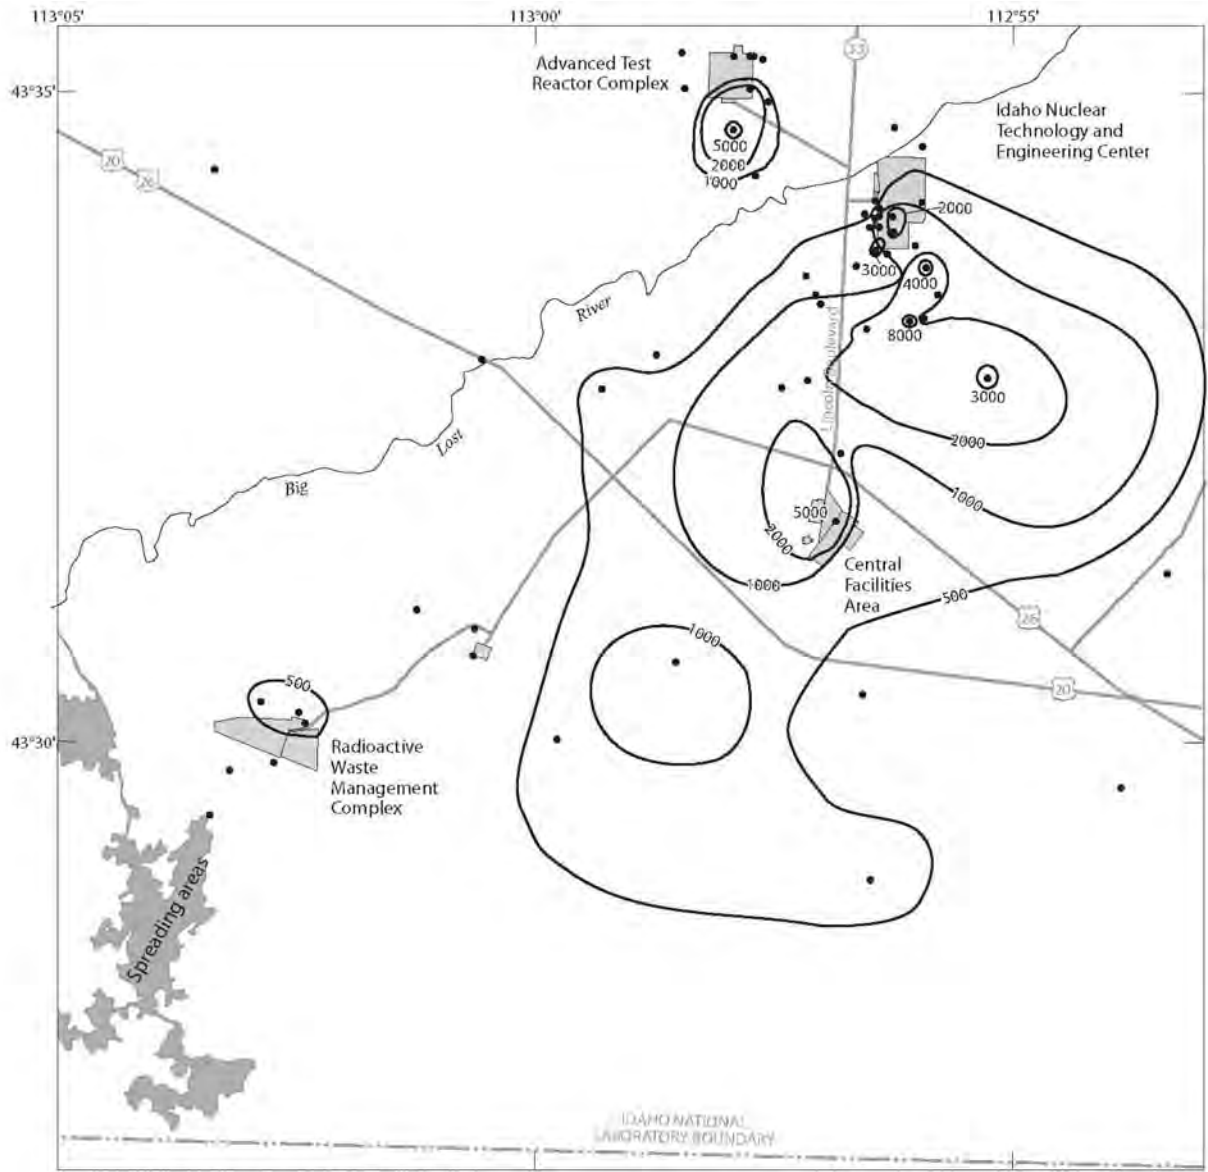 113°05'
113°00'
112°55'
43°35'
Advanced Test
Reactor Complex
33
Idaho Nuclear
Technology and
Engineering Center
20
26
5000
2000
1000
2000
3000
4000
8000
River
Lincoln Boulevard
3000
2000
Lost
Big
1000
5000
2000
1000
Central
Facilities
Area
500
26
1000
20
500
43°30'
Radioactive
Waste
Management
Complex
Spreading areas
IDAHO NATIONAL
LABORATORY BOUNDARY